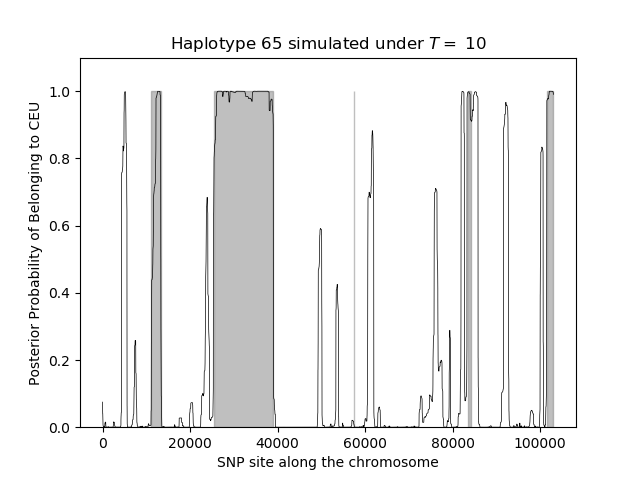 Haplotype 65 simulated under T = 10
Posterior Probability of Belonging to CEU
1.0
0.8
0.6
0.4
0.2
0.0
0 20000 40000 60000 80000 100000
SNP site along the chromosome